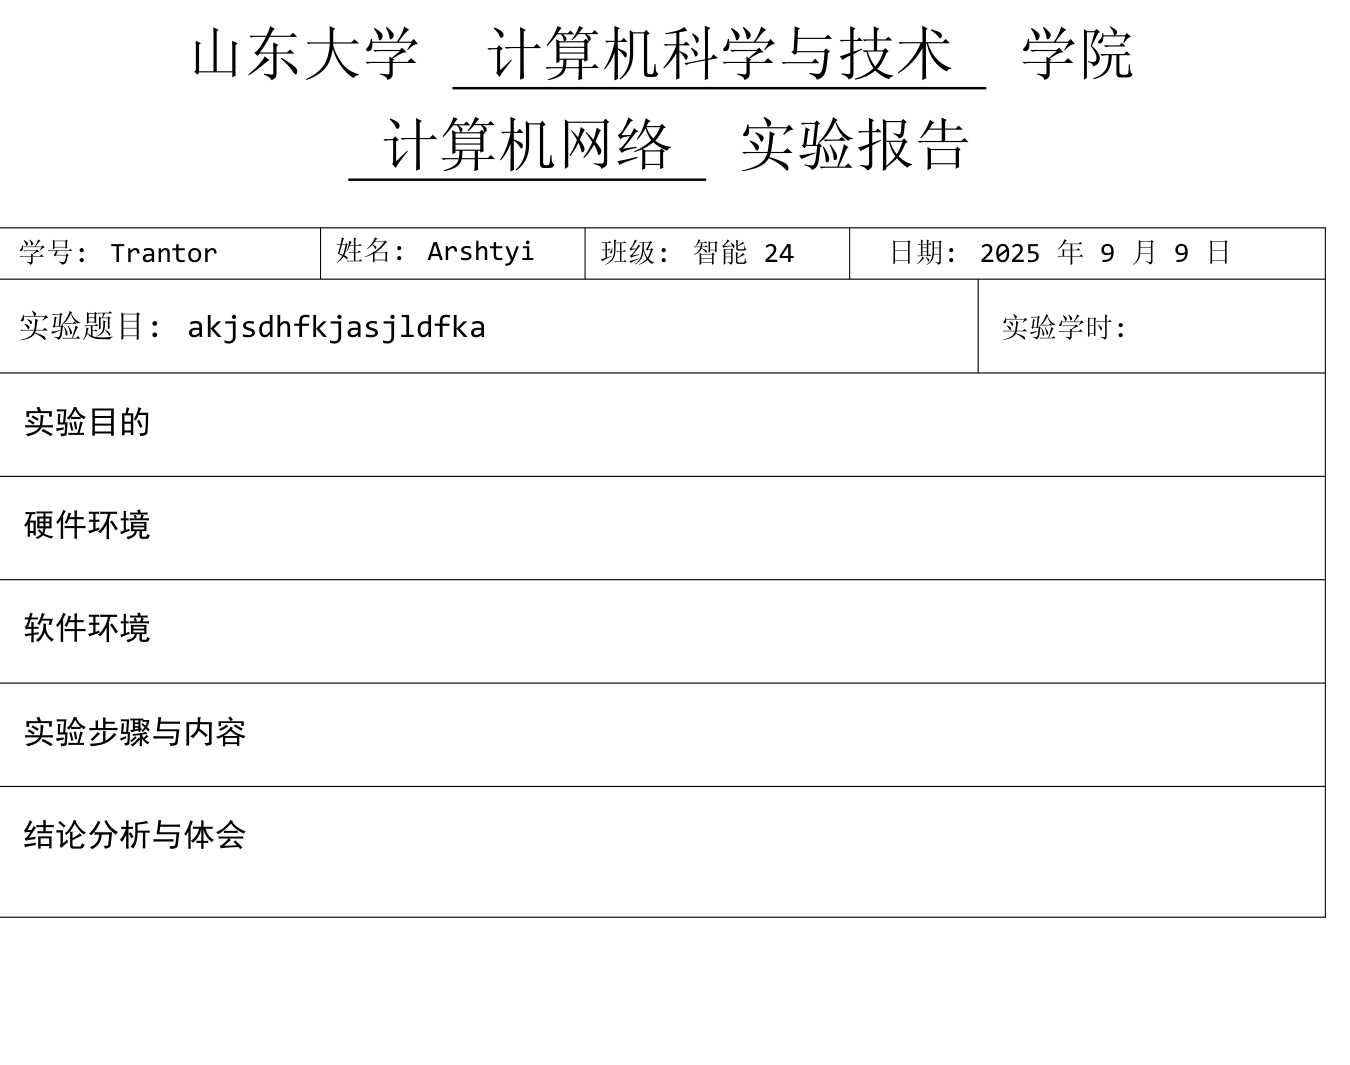 山东大学 计算机科学与技术 学院
计算机网络 实验报告
学号: Trantor 姓名: Arshtyi 班级: 智能 24 日期: 2025 年 9 月 9 日
实验题目: akjsdhfkjasjldfka 实验学时:
实验目的
硬件环境
软件环境
实验步骤与内容
结论分析与体会